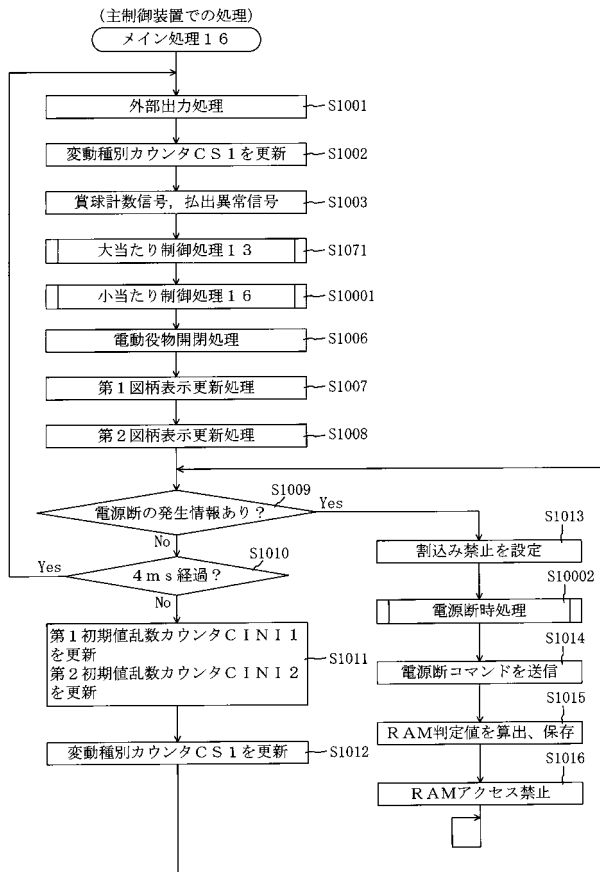 (主制御装置での処理)
メイン処理16
外部出力処理
S1001
変動種別カウンタCS1を更新
S1002
賞球計数信号，払出異常信号
S1003
大当たり制御処理13
S1071
小当たり制御処理16
S10001
電動役物開閉処理
S1006
第1図柄表示更新処理
S1007
第2図柄表示更新処理
S1008
電源断の発生情報あり？
S1009
Yes
No
4ms経過？
S1010
Yes
No
第1初期値乱数カウンタCINI1
を更新
第2初期値乱数カウンタCINI2
を更新
S1011
変動種別カウンタCS1を更新
S1012
割込み禁止を設定
S1013
電源断時処理
S10002
電源断コマンドを送信
S1014
RAM判定値を算出、保存
S1015
RAMアクセス禁止
S1016